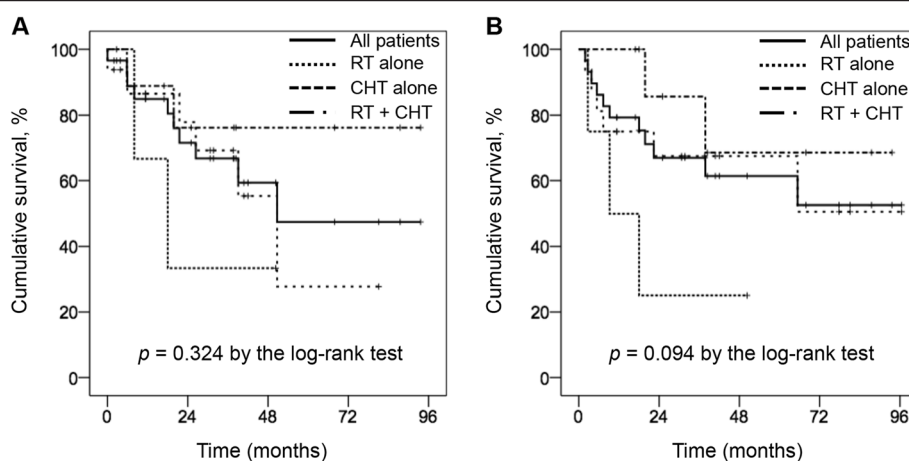 A
Cumulative survival, %
100
80
60
40
20
0
All patients
RT alone
CHT alone
RT + CHT
p = 0.324 by the log-rank test
0 24 48 72 96
Time (months)
B
Cumulative survival, %
100
80
60
40
20
0
All patients
RT alone
CHT alone
RT + CHT
p = 0.094 by the log-rank test
0 24 48 72 96
Time (months)